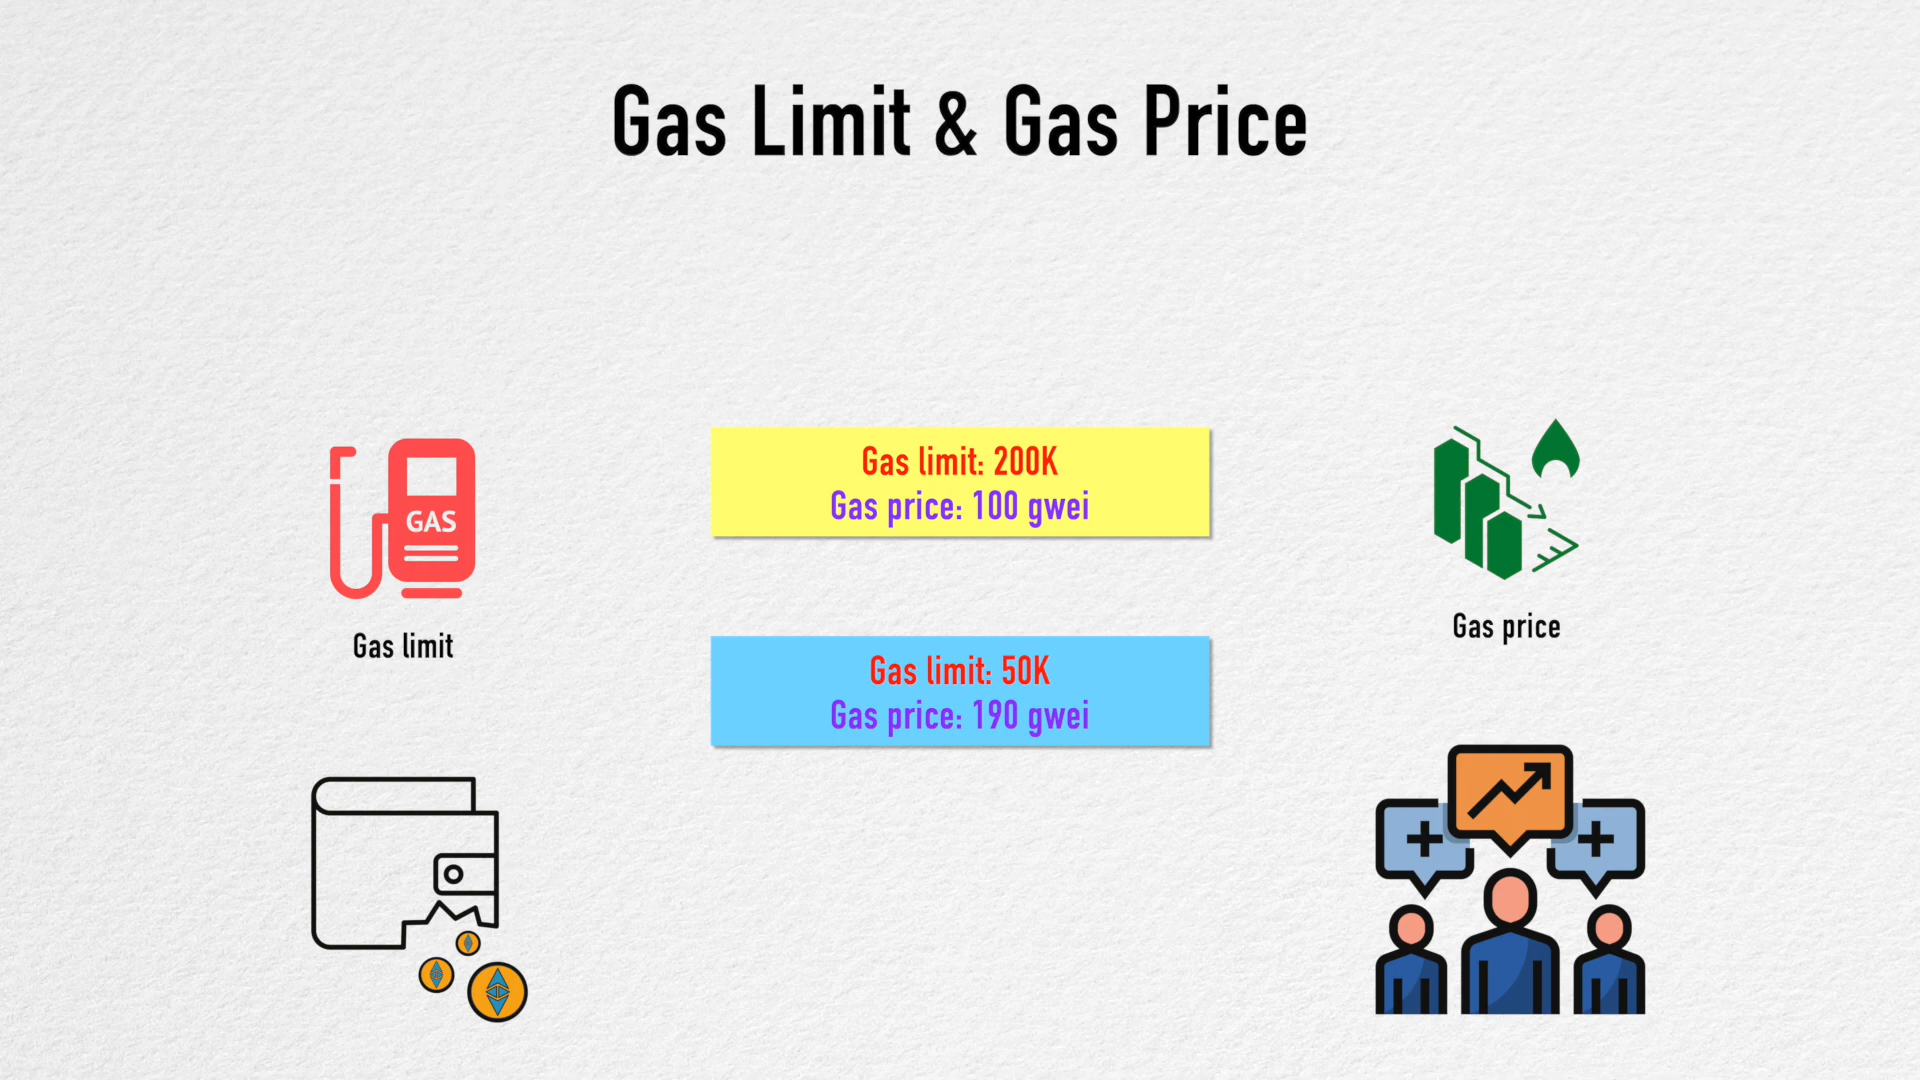 Gas Limit & Gas Price
GAS
Gas limit
Gas limit: 200K
Gas price: 100 gwei
Gas limit: 50K
Gas price: 190 gwei
Gas price